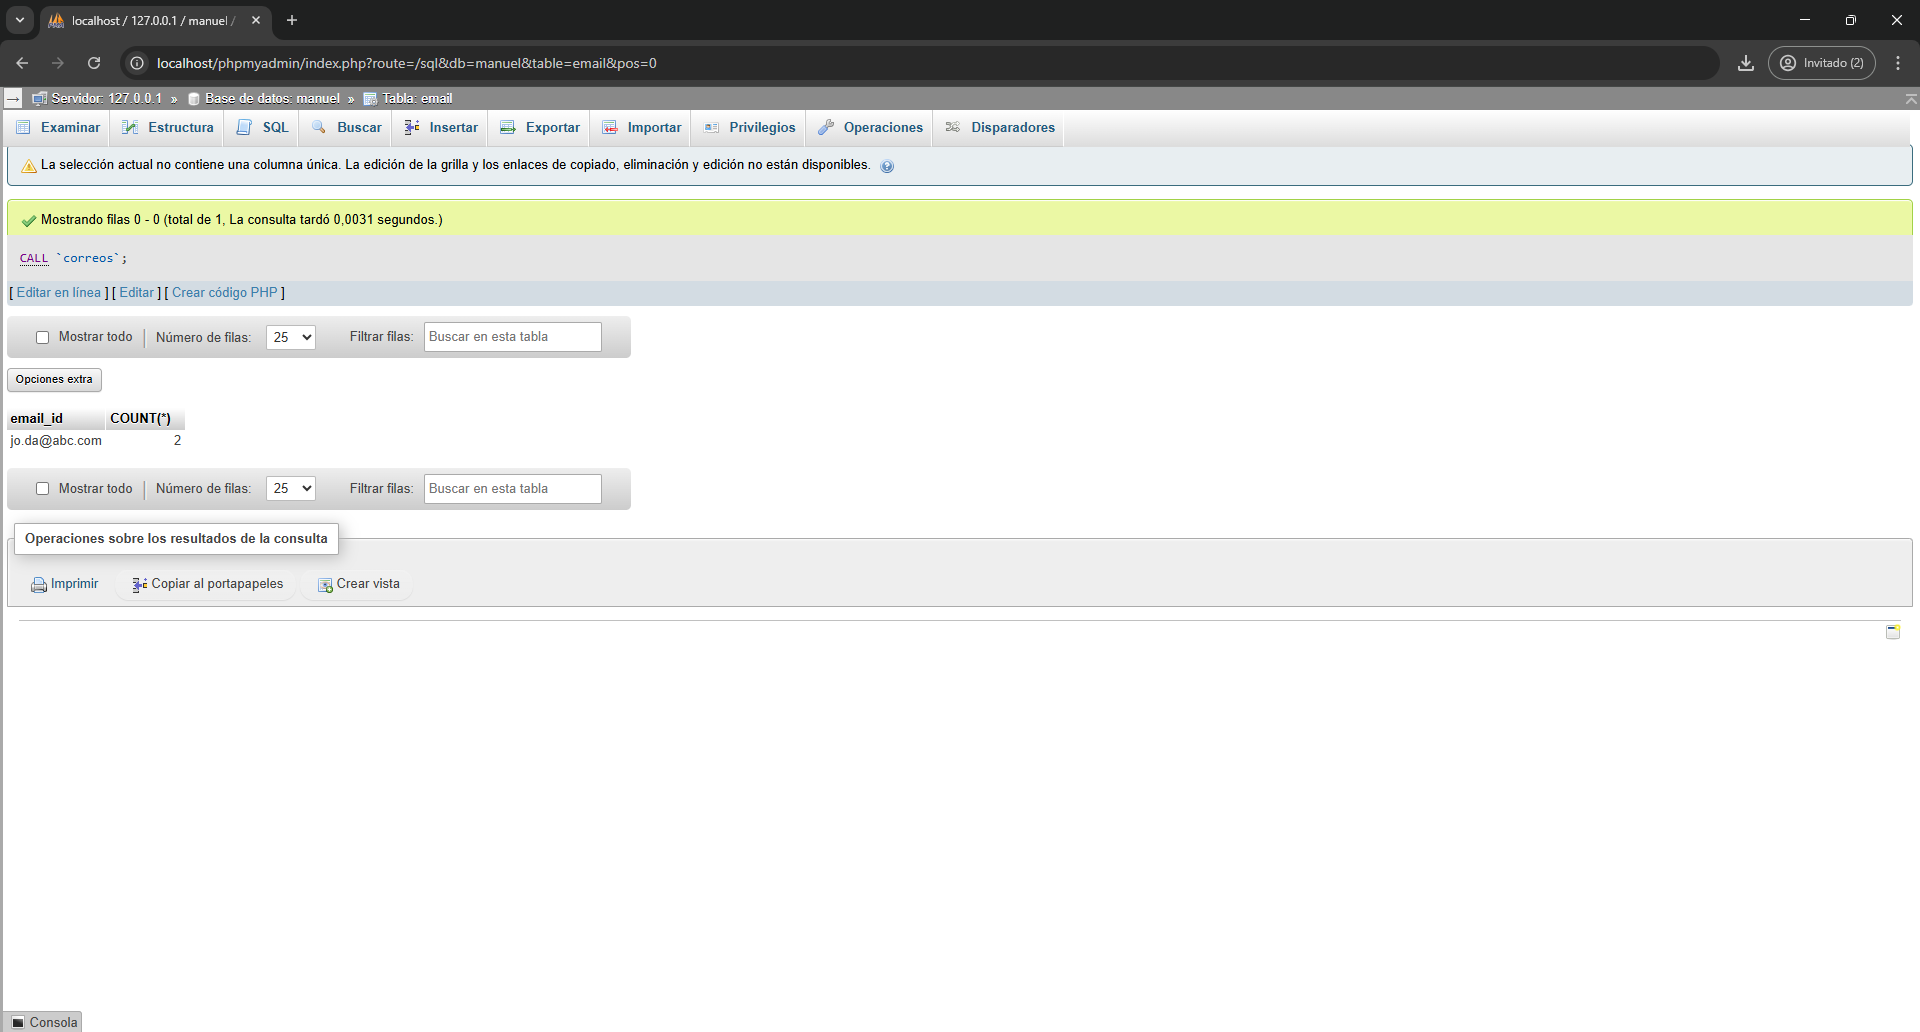 localhost / 127.0.0.1 / manuel /
localhost/phpmyadmin/index.php?route=/sql&db=manuel&table=email&pos=0
Invitado (2)
Servidor: 127.0.0.1 » Base de datos: manuel » Tabla: email
Examinar Estructura SQL Buscar Insertar Exportar Importar Privilegios Operaciones Disparadores
La selección actual no contiene una columna única. La edición de la grilla y los enlaces de copiado, eliminación y edición no están disponibles.
Mostrando filas 0 - 0 (total de 1, La consulta tardó 0,0031 segundos.)
CALL `correos`;
[ Editar en línea ] [ Editar ] [ Crear código PHP ]
Mostrar todo | Número de filas: 25 Filtrar filas: Buscar en esta tabla
Opciones extra
email_id COUNT(*)
jo.da@abc.com 2
Mostrar todo | Número de filas: 25 Filtrar filas: Buscar en esta tabla
Operaciones sobre los resultados de la consulta
Imprimir Copiar al portapapeles Crear vista
Consola